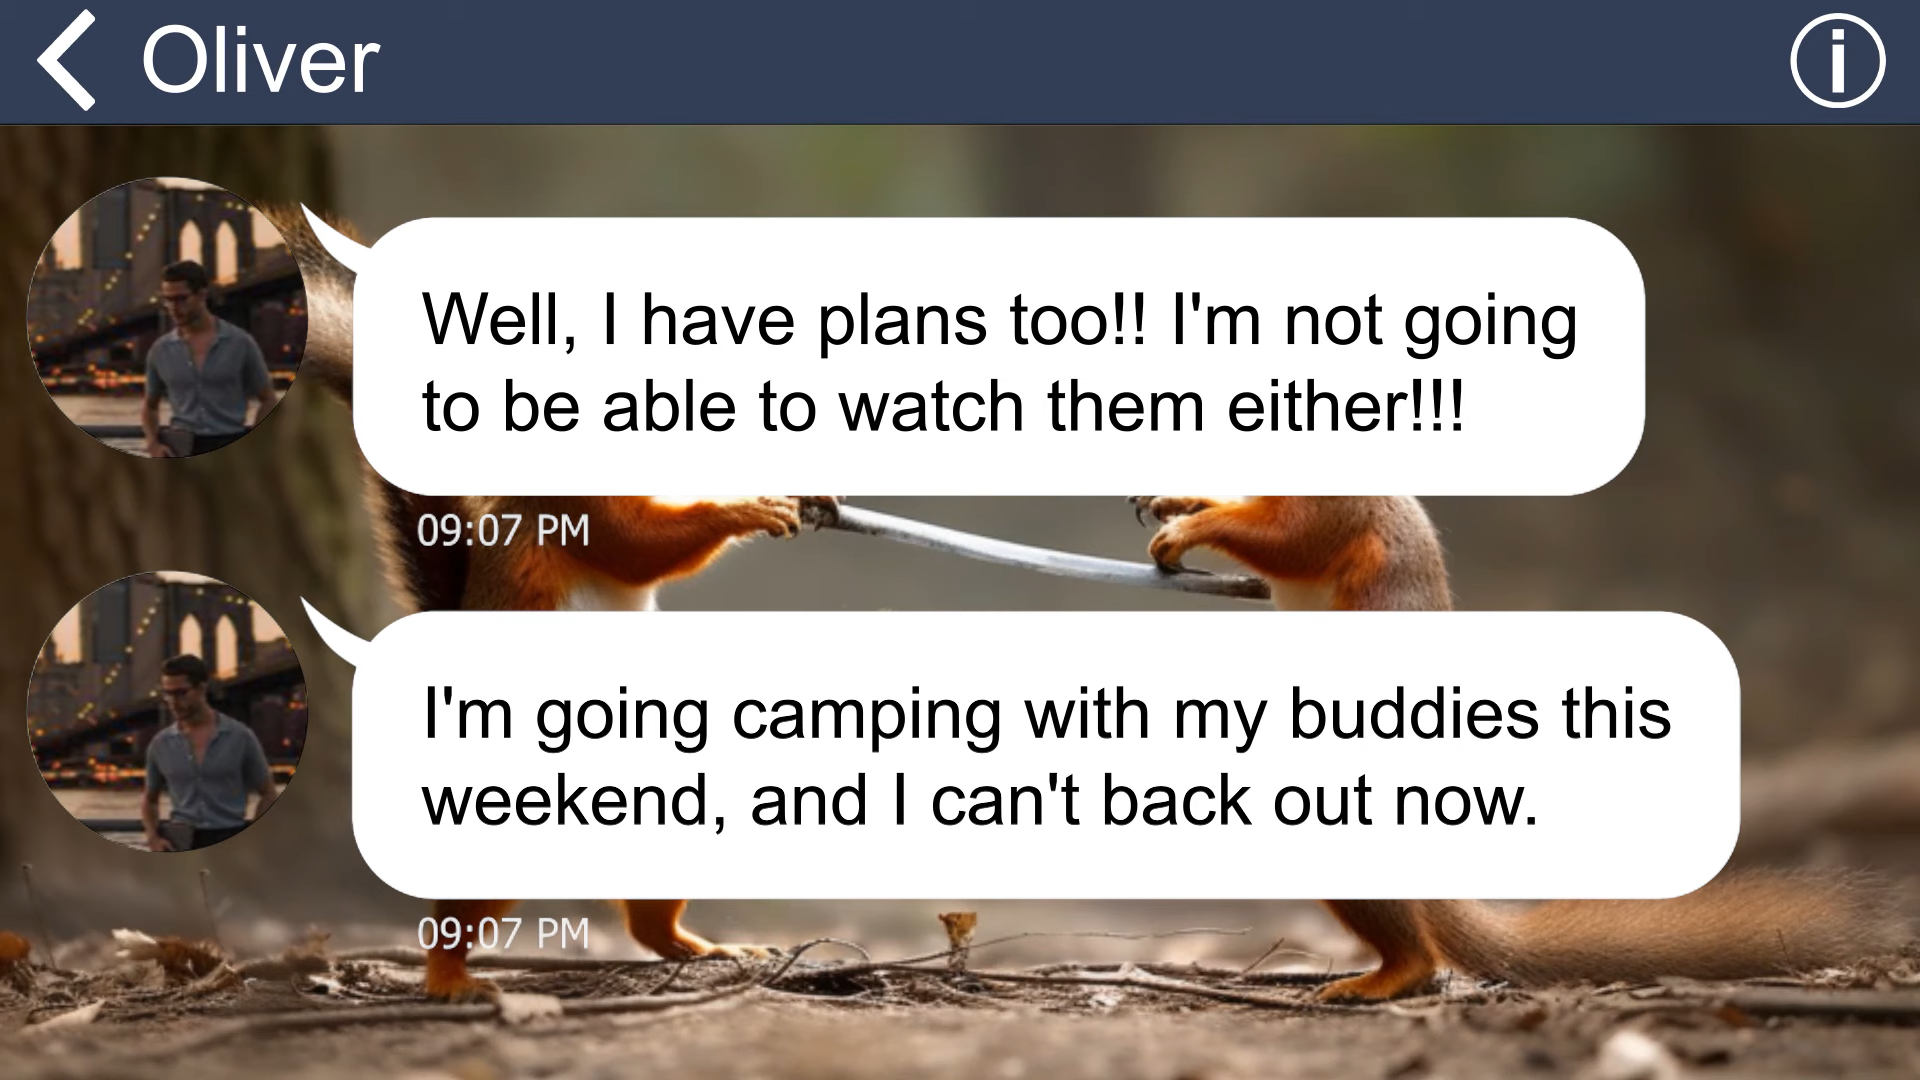 Oliver
Well, I have plans too!! I'm not going
to be able to watch them either!!!
09:07 PM
I'm going camping with my buddies this
weekend, and I can't back out now.
09:07 PM